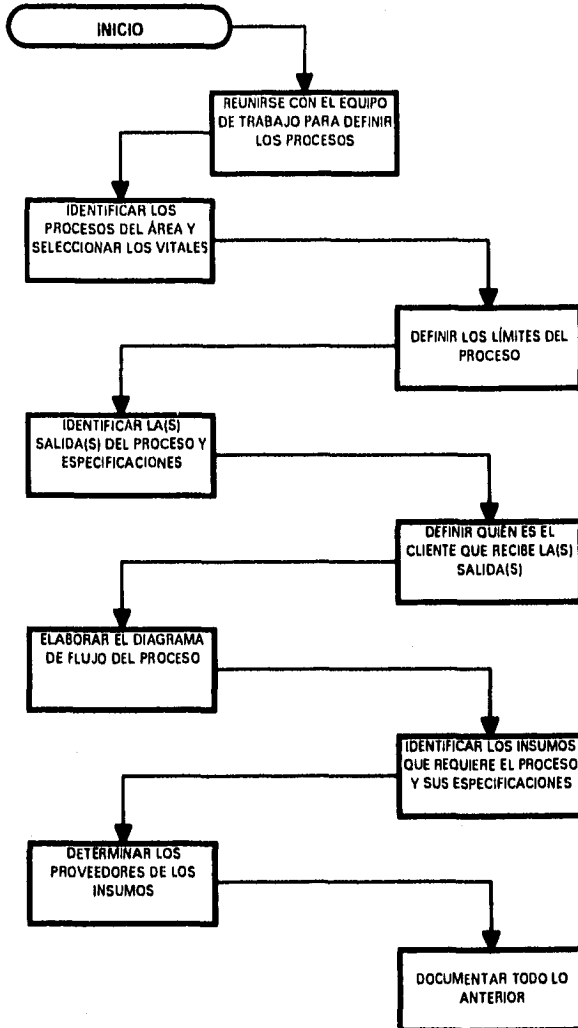 INICIO
REUNIRSE CON EL EQUIPO
DE TRABAJO PARA DEFINIR
LOS PROCESOS
IDENTIFICAR LOS
PROCESOS DEL ÁREA Y
SELECCIONAR LOS VITALES
DEFINIR LOS LÍMITES DEL
PROCESO
IDENTIFICAR LA(S)
SALIDA(S) DEL PROCESO Y
ESPECIFICACIONES
DEFINIR QUIÉN ES EL
CLIENTE QUE RECIBE LA(S)
SALIDA(S)
ELABORAR EL DIAGRAMA
DE FLUJO DEL PROCESO
IDENTIFICAR LOS INSUMOS
QUE REQUIERE EL PROCESO
Y SUS ESPECIFICACIONES
DETERMINAR LOS
PROVEEDORES DE LOS
INSUMOS
DOCUMENTAR TODO LO
ANTERIOR